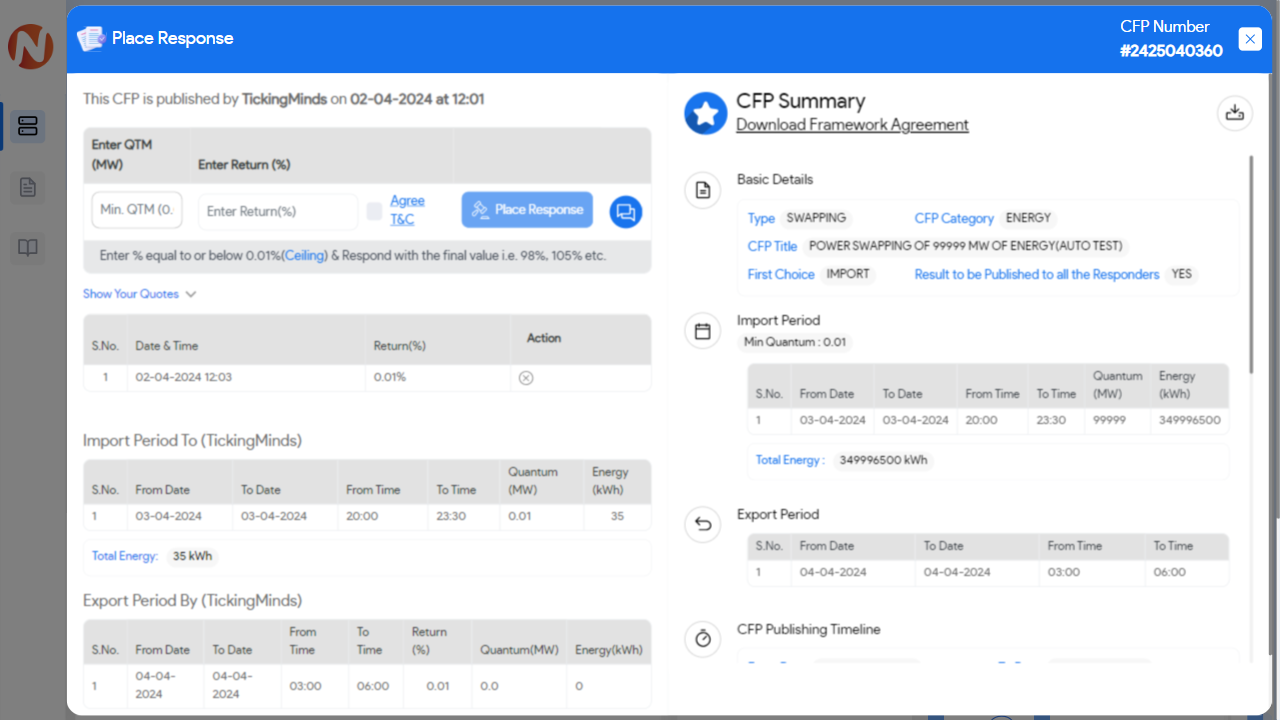 Place Response
CFP Number
#2425040360
This CFP is published by TickingMinds on 02-04-2024 at 12:01
Enter QTM (MW) Enter Return (%)
Min. QTM (0. Enter Return(%) Agree T&C Place Response
Enter % equal to or below 0.01%(Ceiling) & Respond with the final value i.e. 98%, 105% etc.
Show Your Quotes
S.No. Date & Time Return(%) Action
1 02-04-2024 12:03 0.01%
Import Period To (TickingMinds)
S.No. From Date To Date From Time To Time Quantum (MW) Energy (kWh)
1 03-04-2024 03-04-2024 20:00 23:30 0.01 35
Total Energy: 35 kWh
Export Period By (TickingMinds)
S.No. From Date To Date From Time To Time Return (%) Quantum(MW) Energy(kWh)
1 04-04-2024 04-04-2024 03:00 06:00 0.01 0.0 0
CFP Summary
Download Framework Agreement
Basic Details
Type SWAPPING CFP Category ENERGY
CFP Title POWER SWAPPING OF 99999 MW OF ENERGY(AUTO TEST)
First Choice IMPORT Result to be Published to all the Responders YES
Import Period
Min Quantum : 0.01
S.No. From Date To Date From Time To Time Quantum (MW) Energy (kWh)
1 03-04-2024 03-04-2024 20:00 23:30 99999 349996500
Total Energy : 349996500 kWh
Export Period
S.No. From Date To Date From Time To Time
1 04-04-2024 04-04-2024 03:00 06:00
CFP Publishing Timeline